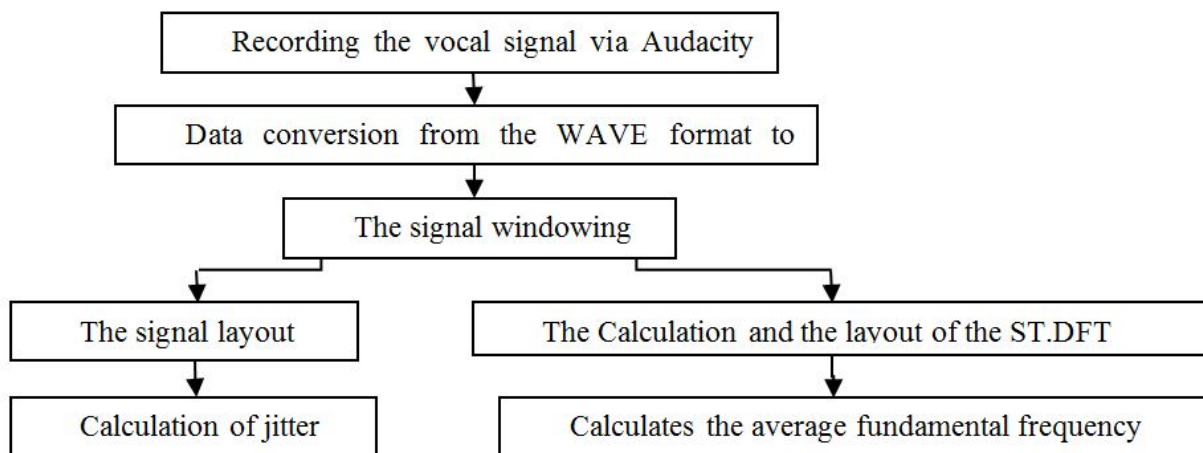 Recording the vocal signal via Audacity
Data conversion from the WAVE format to
The signal windowing
The signal layout
The Calculation and the layout of the ST.DFT
Calculation of jitter
Calculates the average fundamental frequency